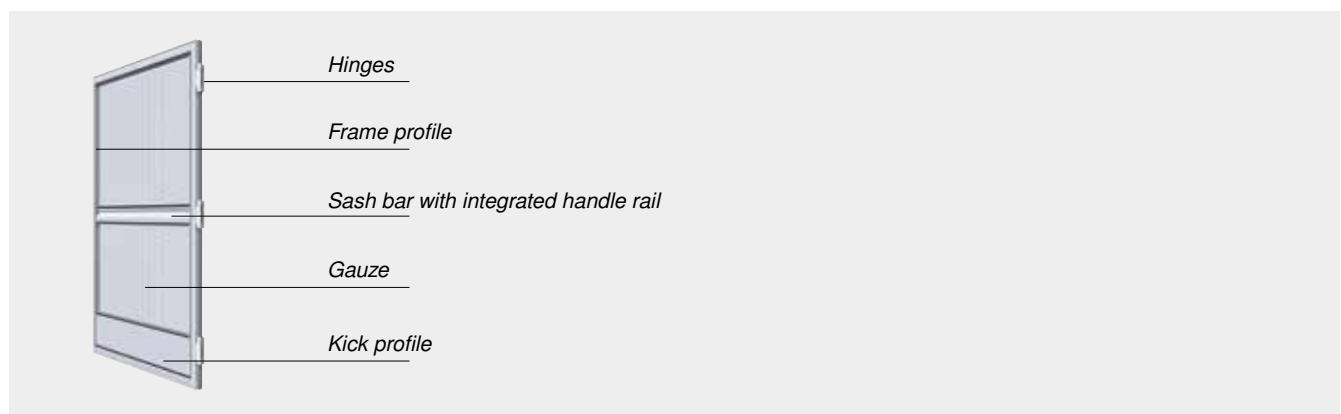 Hinges
Frame profile
Sash bar with integrated handle rail
Gauze
Kick profile